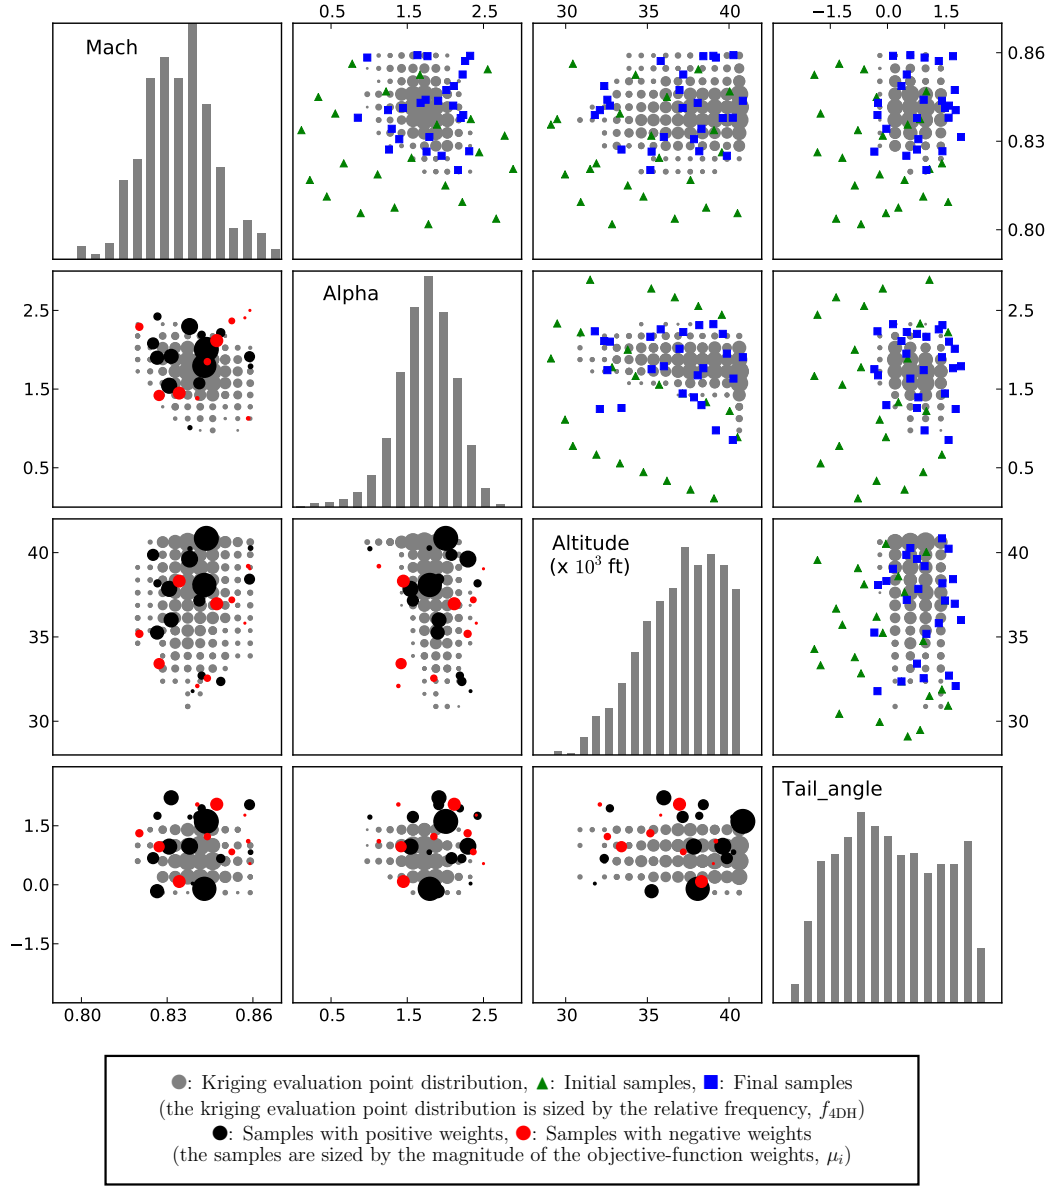 0.5 1.5 2.5 30 35 40 −1.5 0.0 1.5
Mach
0.86
0.83
0.80
Alpha
2.5
1.5
0.5
2.5
1.5
0.5
Altitude
(x 10³ ft)
40
35
30
40
35
30
Tail_angle
1.5
0.0
−1.5
0.80 0.83 0.86 0.5 1.5 2.5 30 35 40
: Kriging evaluation point distribution, : Initial samples, : Final samples
(the kriging evaluation point distribution is sized by the relative frequency, f4DH)
: Samples with positive weights, : Samples with negative weights
(the samples are sized by the magnitude of the objective-function weights, μi)